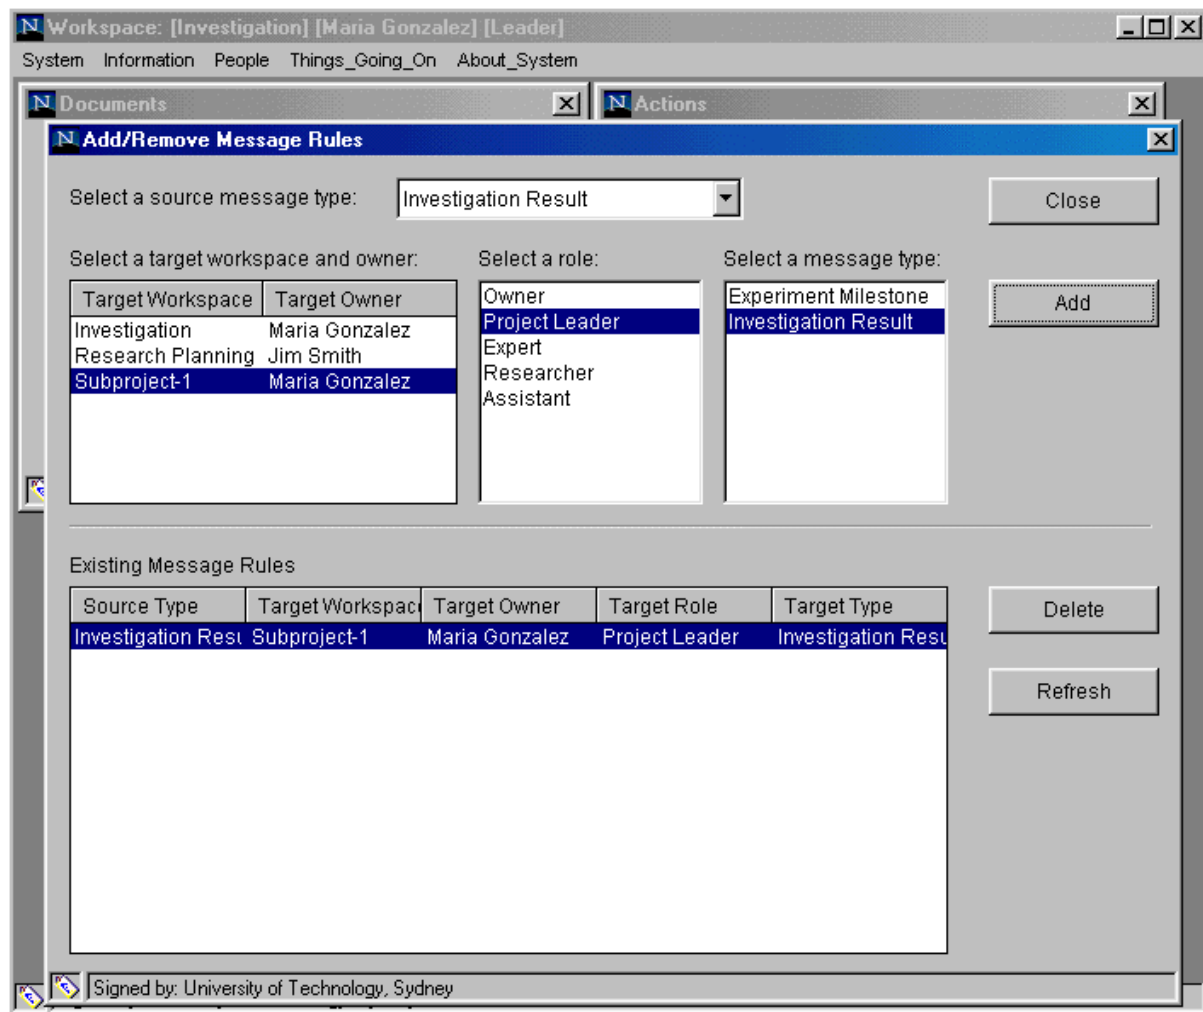 N Workspace: [Investigation] [Maria Gonzalez] [Leader]
System Information People Things_Going_On About_System
N Documents
N Actions
N Add/Remove Message Rules
Select a source message type: Investigation Result
Close
Select a target workspace and owner: Select a role: Select a message type:
Target Workspace Target Owner
Investigation Maria Gonzalez
Research Planning Jim Smith
Subproject-1 Maria Gonzalez
Owner
Project Leader
Expert
Researcher
Assistant
Experiment Milestone
Investigation Result
Add
Existing Message Rules
Source Type Target Workspac Target Owner Target Role Target Type
Investigation Resu Subproject-1 Maria Gonzalez Project Leader Investigation Resu
Delete
Refresh
Signed by: University of Technology, Sydney